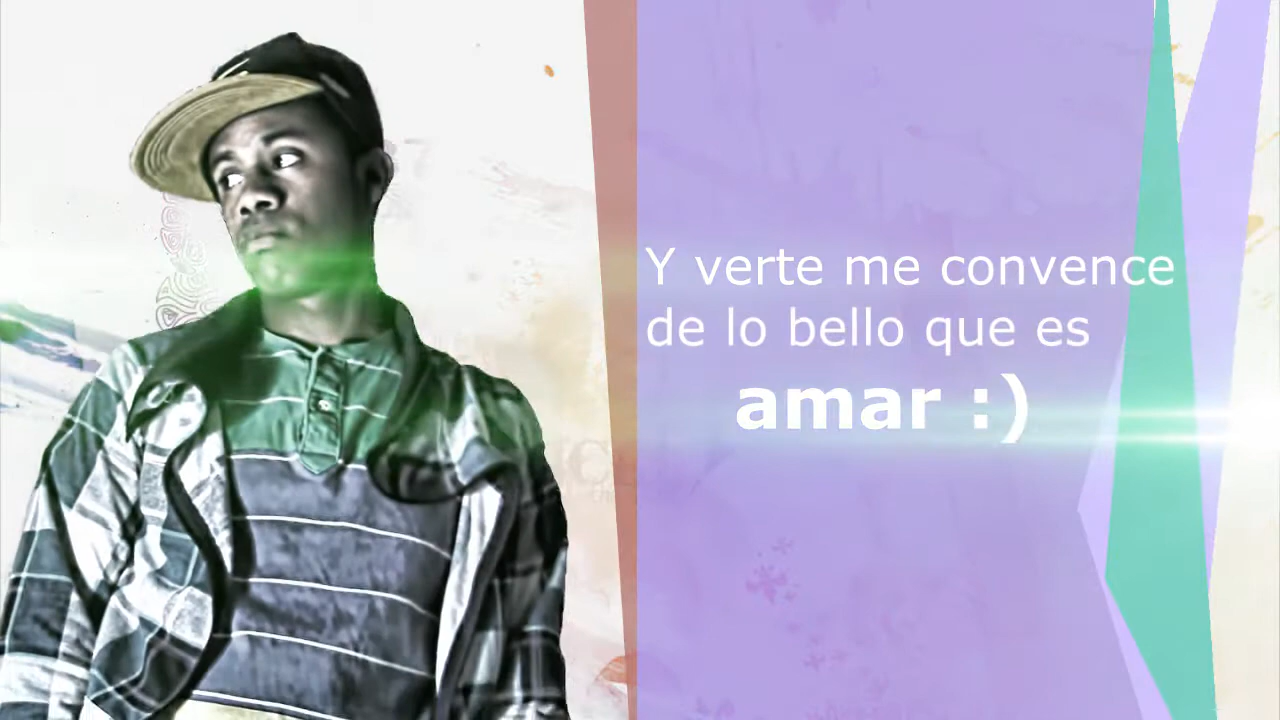 Y verte me convence
de lo bello que es
amar :)